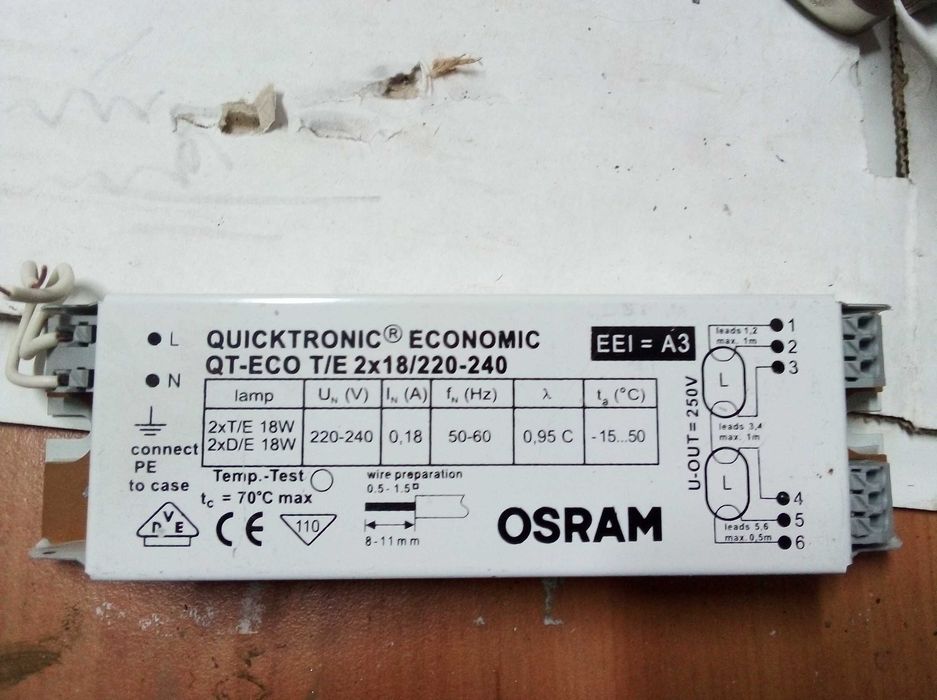 L
N
connect
PE
to case
VDE
QUICKTRONIC® ECONOMIC
QT-ECO T/E 2x18/220-240
EEI = A3
lamp U_N (V) I_N (A) f_N (Hz) λ t_a (°C)
2xT/E 18W
2xD/E 18W
220-240 0,18 50-60 0,95 C -15...50
Temp.-Test
t_c = 70°C max
wire preparation
0.5 - 1.5□
8-11mm
CE
110
OSRAM
U-OUT=250V
leads 1,2
max. 1m
L
leads 3,4
max. 1m
L
leads 5,6
max. 0,5m
1
2
3
4
5
6